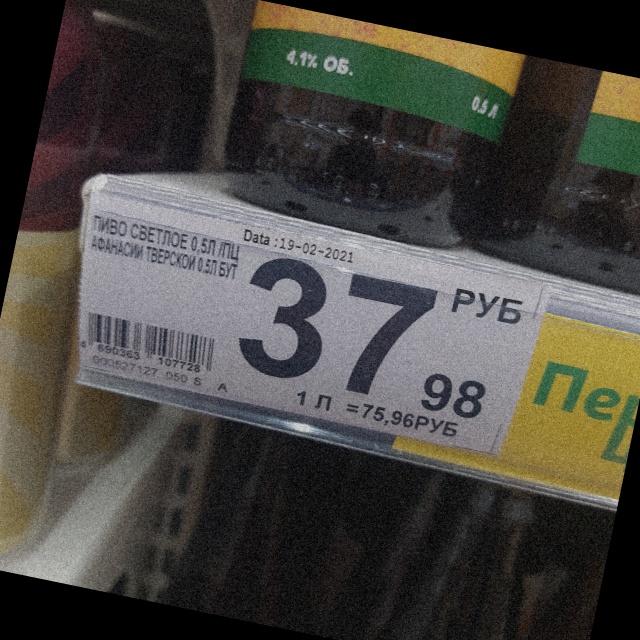 4.1% ОБ
0.5 л
ПИВО СВЕТЛОЕ 0,5Л ПЦ
АФАНАСИЙ ТВЕРСКОЙ 0.5Л БУТ
Data :19-02-2021
37 98 РУБ
1 Л =75,96РУБ
Пер